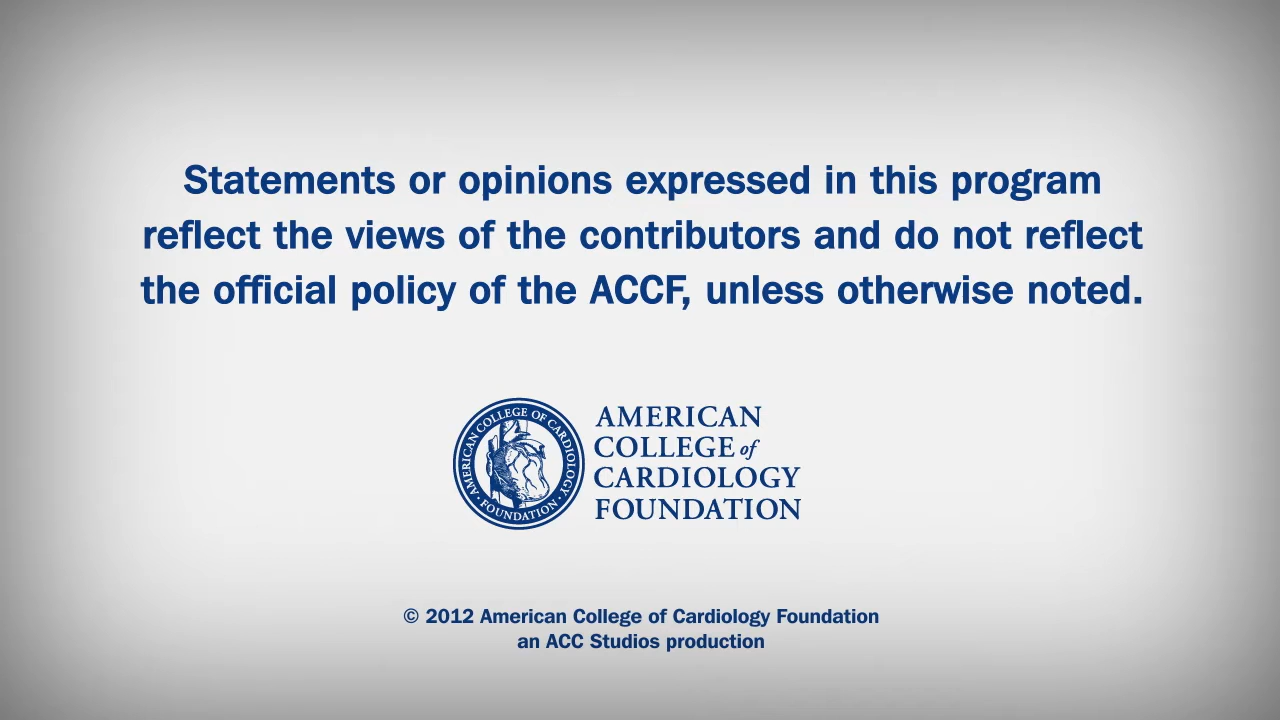 Statements or opinions expressed in this program
reflect the views of the contributors and do not reflect
the official policy of the ACCF, unless otherwise noted.
AMERICAN COLLEGE OF CARDIOLOGY
· FOUNDATION ·
AMERICAN
COLLEGE of
CARDIOLOGY
FOUNDATION
© 2012 American College of Cardiology Foundation
an ACC Studios production